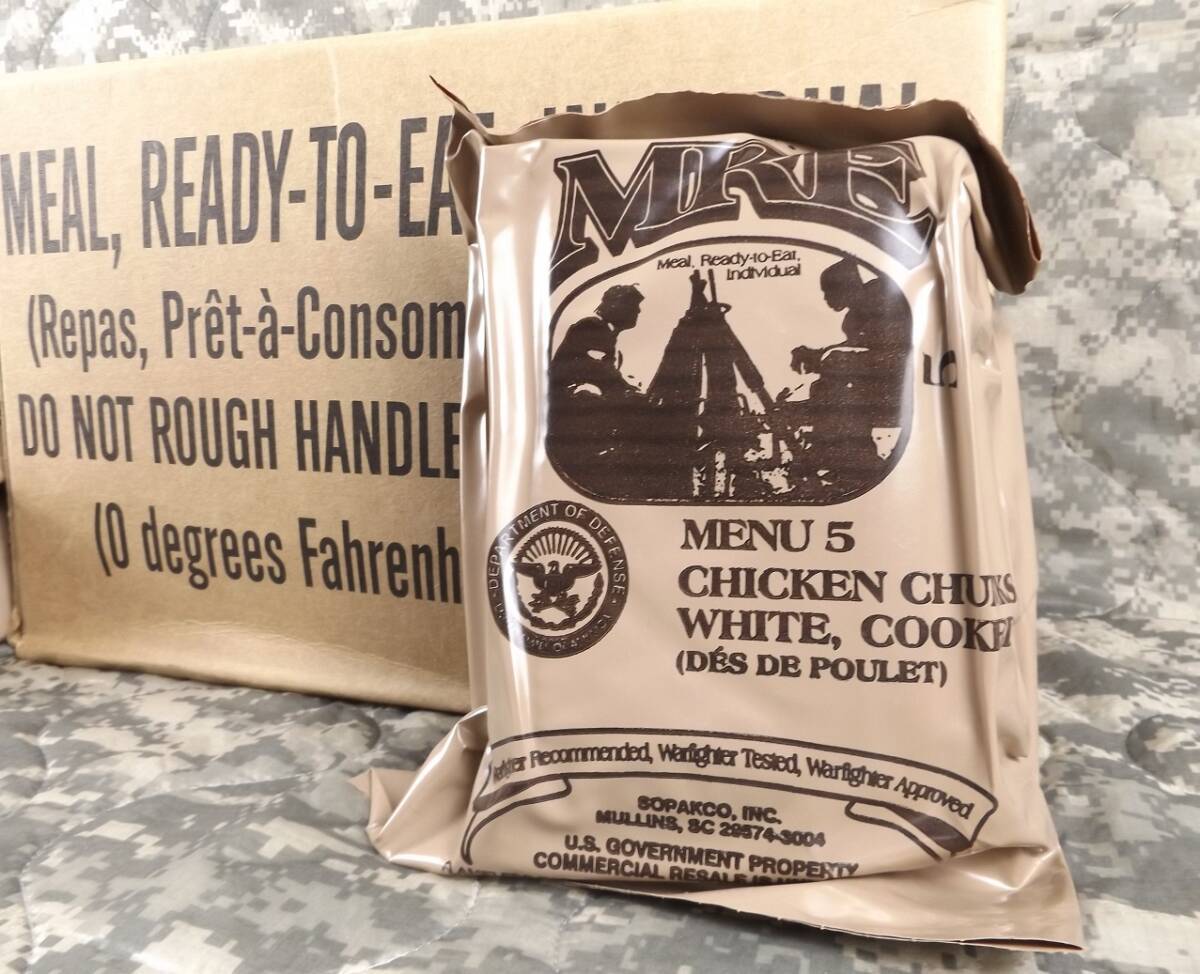 MEAL, READY-TO-EA
(Repas, Prêt-à-Consom
DO NOT ROUGH HANDLE
(0 degrees Fahrenh
MRE
Meal, Ready-to-Eat,
Individual
5
DEPARTMENT OF DEFENSE
MENU 5
CHICKEN CHUNKS
WHITE, COOKE
(DÉS DE POULET)
Recommended, Warfighter Tested, Warfighter Approved
SOPAKCO, INC.
MULLINS, SC 29574-3004
U.S. GOVERNMENT PROPERTY
COMMERCIAL RESALE IS